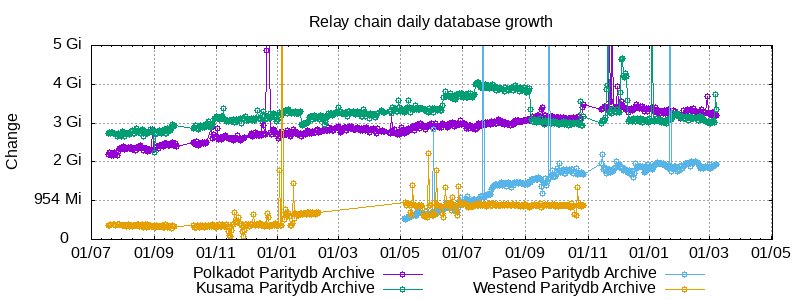 Relay chain daily database growth
5 Gi
4 Gi
3 Gi
2 Gi
954 Mi
0
Change
01/07 01/09 01/11 01/01 01/03 01/05 01/07 01/09 01/11 01/01 01/03 01/05
Polkadot Paritydb Archive Paseo Paritydb Archive
Kusama Paritydb Archive Westend Paritydb Archive